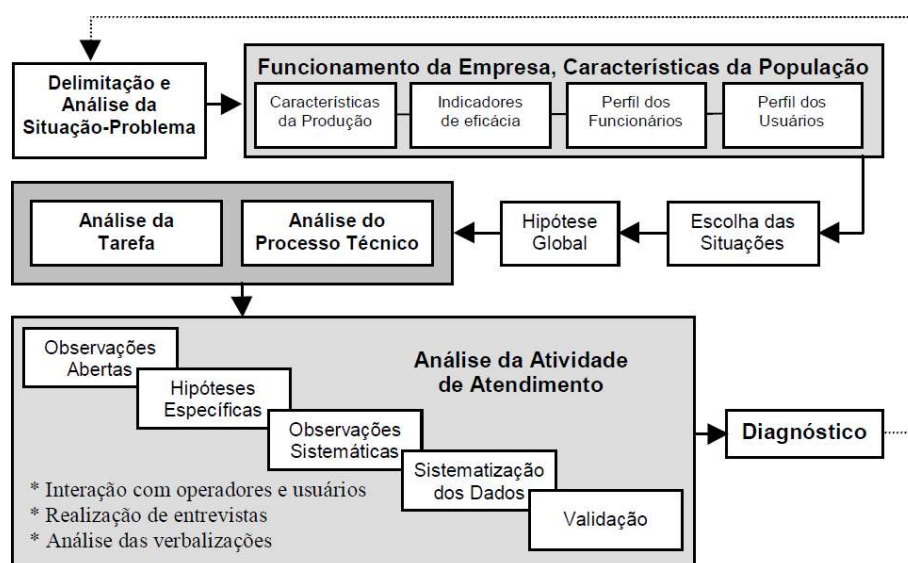 Delimitação e
Análise da
Situação-Problema
Funcionamento da Empresa, Características da População
Características
da Produção
Indicadores
de eficácia
Perfil dos
Funcionários
Perfil dos
Usuários
Análise da
Tarefa
Análise do
Processo Técnico
Hipótese
Global
Escolha das
Situações
Observações
Abertas
Hipóteses
Específicas
Observações
Sistemáticas
Sistematização
dos Dados
Validação
Análise da Atividade
de Atendimento
* Interação com operadores e usuários
* Realização de entrevistas
* Análise das verbalizações
Diagnóstico